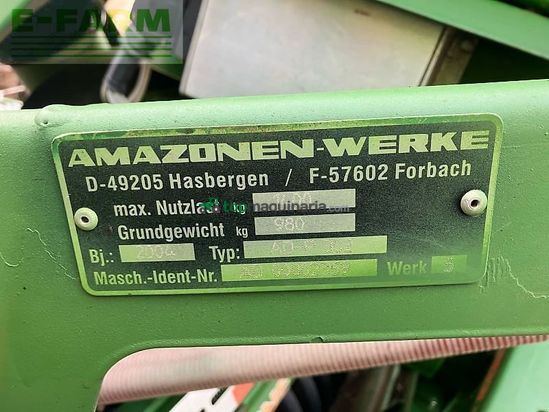 E-FARM
AMAZONEN-WERKE
D-49205 Hasbergen / F-57602 Forbach
max. Nutzlast kg
Grundgewicht kg 980
Bj.: 2004 Typ:
Masch.-Ident-Nr. Werk